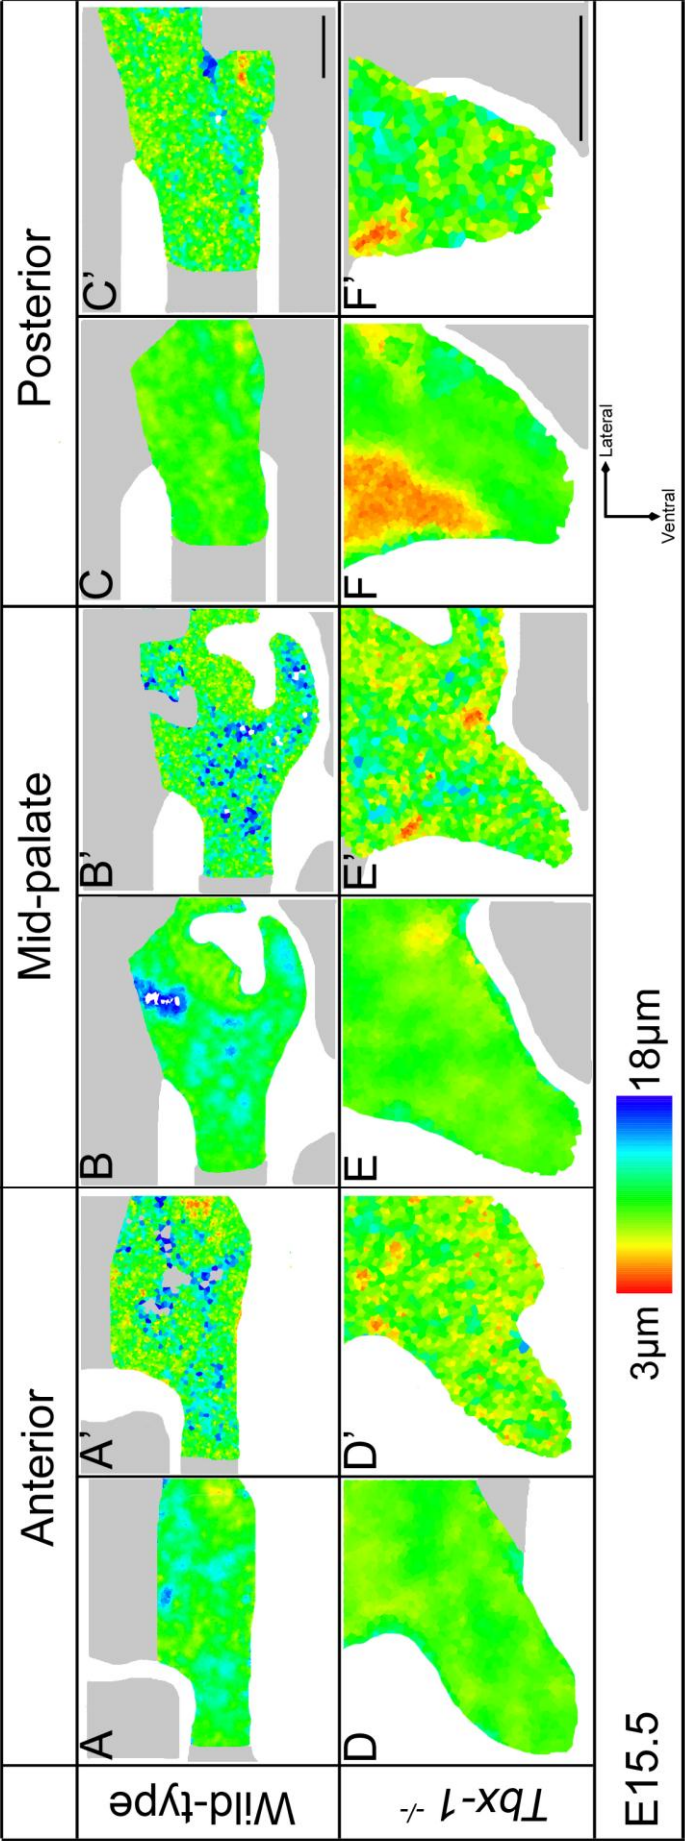 Anterior Mid-palate Posterior
Wild-type
A A’ B B’ C C’
Tbx-1 -/-
D D’ E E’ F F’
E15.5
3µm 18µm
Lateral
Ventral